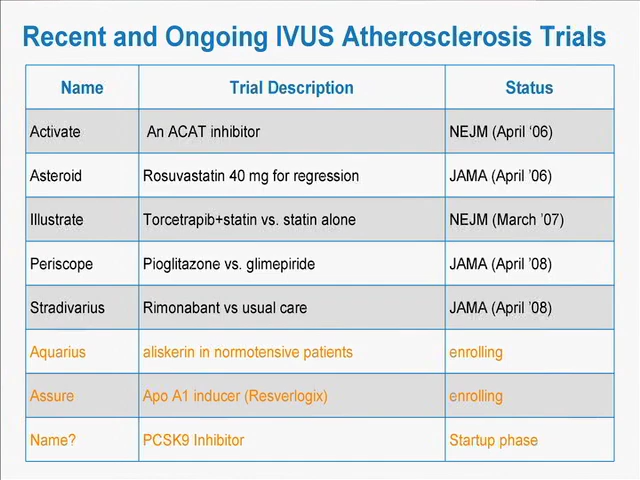 Recent and Ongoing IVUS Atherosclerosis Trials
Name Trial Description Status
Activate An ACAT inhibitor NEJM (April ‘06)
Asteroid Rosuvastatin 40 mg for regression JAMA (April ’06)
Illustrate Torcetrapib+statin vs. statin alone NEJM (March ’07)
Periscope Pioglitazone vs. glimepiride JAMA (April ’08)
Stradivarius Rimonabant vs usual care JAMA (April ’08)
Aquarius aliskerin in normotensive patients enrolling
Assure Apo A1 inducer (Resverlogix) enrolling
Name? PCSK9 Inhibitor Startup phase